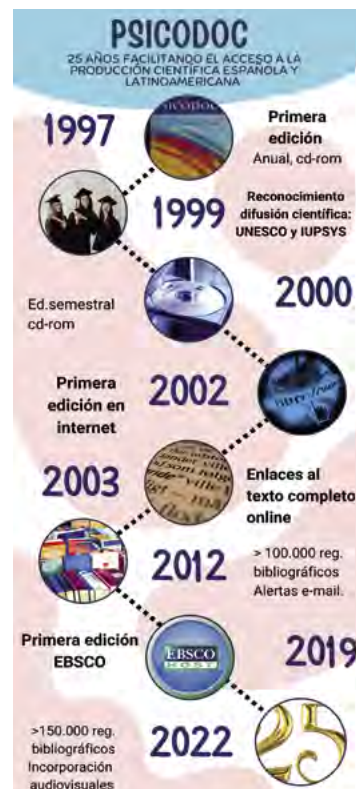 PSICODOC
25 AÑOS FACILITANDO EL ACCESO A LA
PRODUCCIÓN CIENTÍFICA ESPAÑOLA Y
LATINOAMERICANA
1997
Primera
edición
Anual, cd-rom
1999
Reconocimiento
difusión científica:
UNESCO y IUPSYS
Ed.semestral
cd-rom
2000
Primera
edición en
internet
2002
2003
Enlaces al
texto completo
online
2012
> 100.000 reg.
bibliográficos
Alertas e-mail.
Primera edición
EBSCO
EBSCO
HOST
2019
>150.000 reg.
bibliográficos
Incorporación
audiovisuales
2022
25